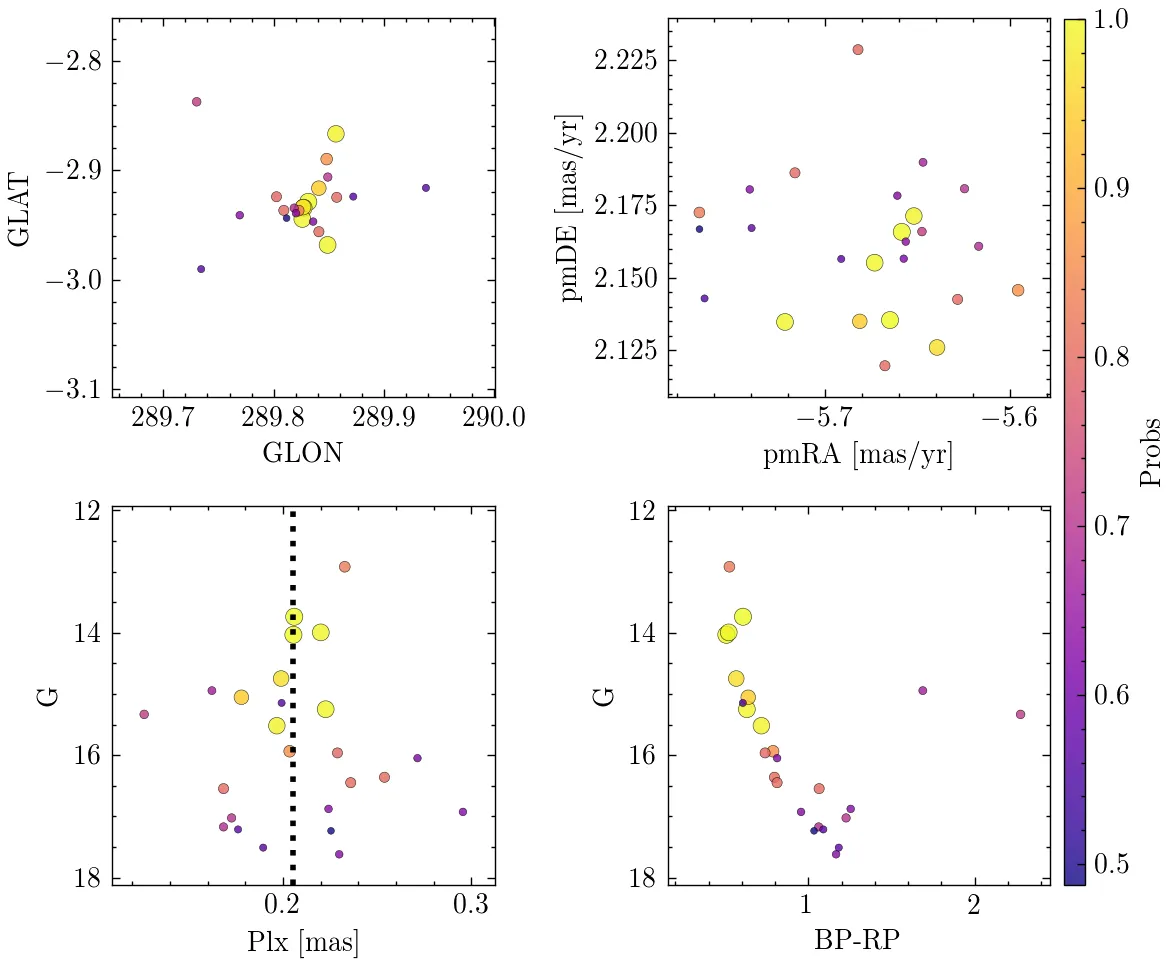 −2.8
−2.9
−3.0
−3.1
GLAT
289.7 289.8 289.9 290.0
GLON
2.225
2.200
2.175
2.150
2.125
pmDE [mas/yr]
−5.7 −5.6
pmRA [mas/yr]
12
14
16
18
G
0.2 0.3
Plx [mas]
12
14
16
18
G
1 2
BP-RP
1.0
0.9
0.8
0.7
0.6
0.5
Probs